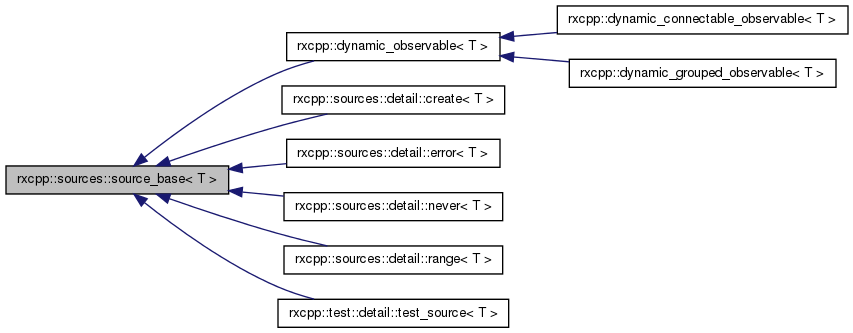 rxcpp::dynamic_connectable_observable< T >
rxcpp::dynamic_observable< T >
rxcpp::dynamic_grouped_observable< T >
rxcpp::sources::detail::create< T >
rxcpp::sources::detail::error< T >
rxcpp::sources::source_base< T >
rxcpp::sources::detail::never< T >
rxcpp::sources::detail::range< T >
rxcpp::test::detail::test_source< T >